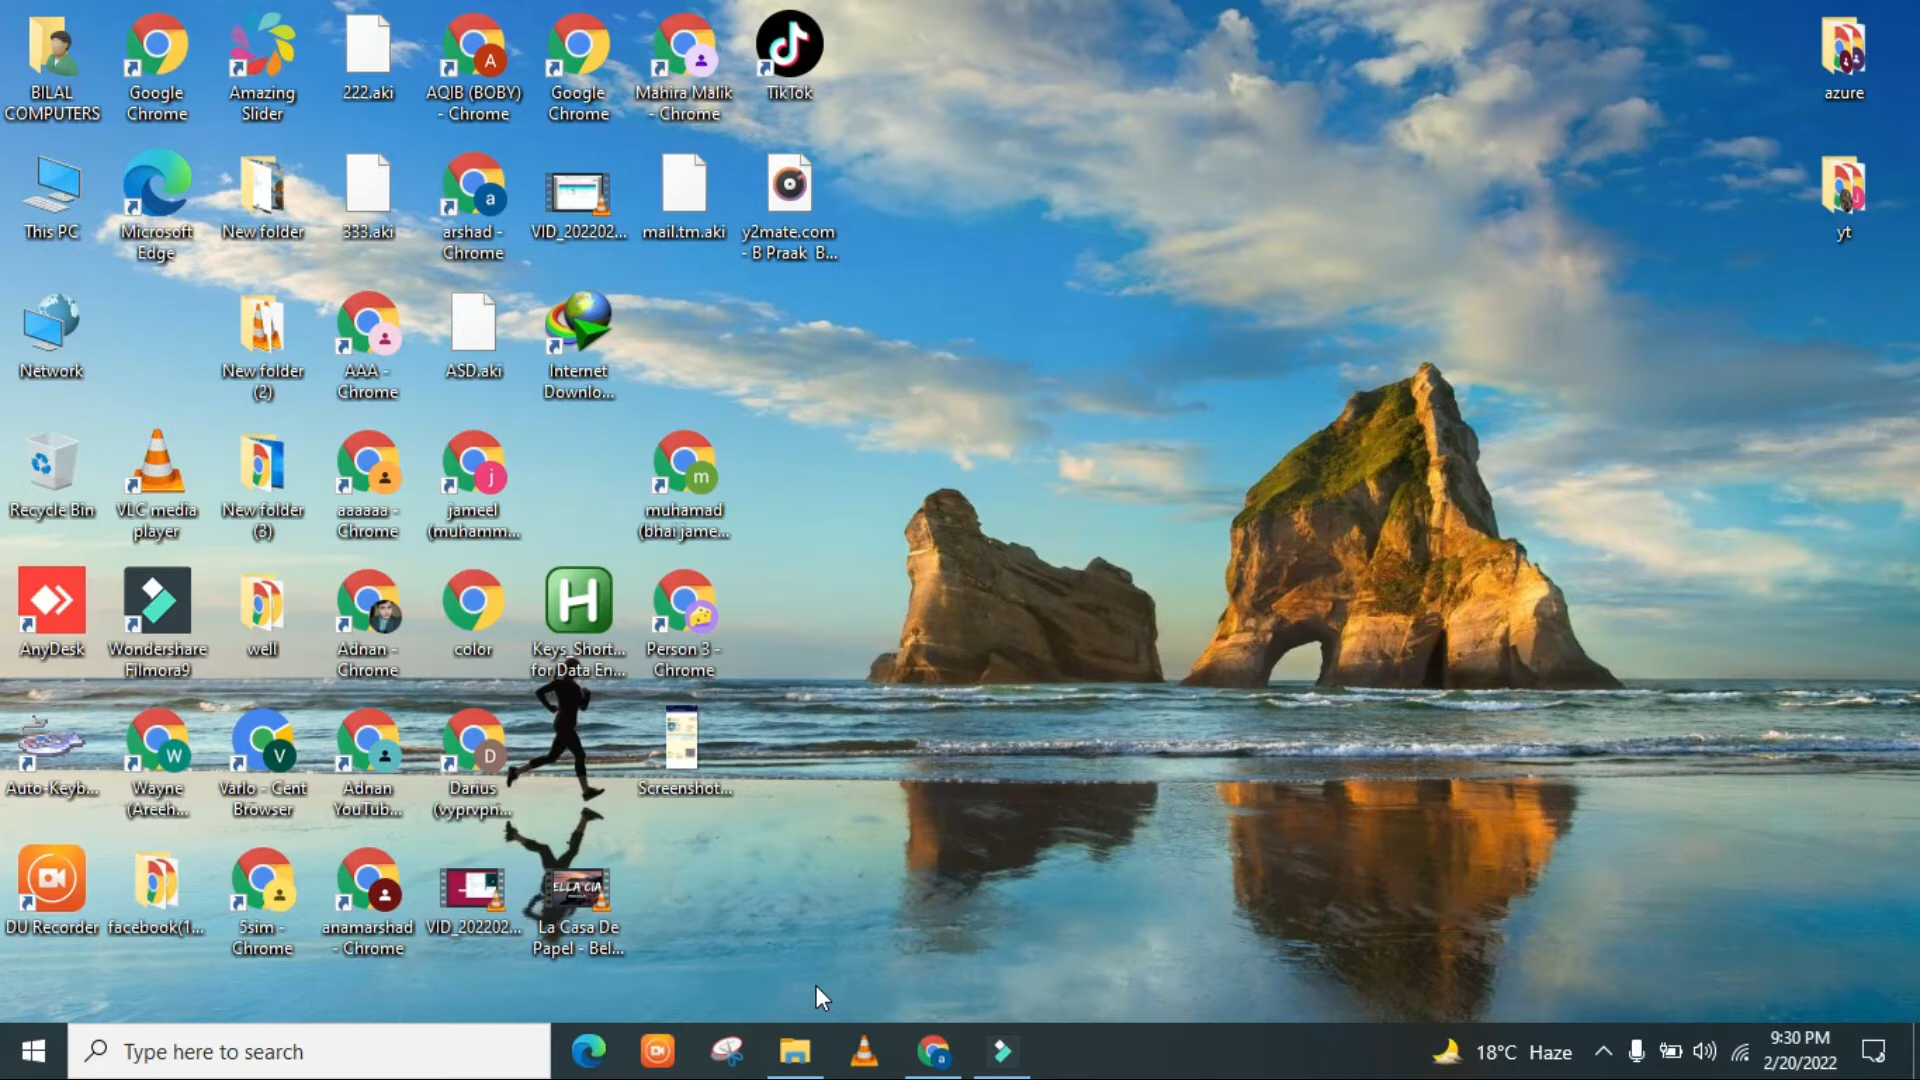 BILAL
COMPUTERS
Google
Chrome
Amazing
Slider
222.aki
AQIB (BOBY)
- Chrome
Google
Chrome
Mahira Malik
- Chrome
TikTok
azure
This PC
Microsoft
Edge
New folder
333.aki
arshad -
Chrome
VID_202202...
mail.tm.aki
y2mate.com
- B Praak B...
yt
Network
New folder
(2)
AAA -
Chrome
ASD.aki
Internet
Downlo...
Recycle Bin
VLC media
player
New folder
(3)
aaaaaa -
Chrome
jameel
(muhamm...
muhamad
(bhai jame...
AnyDesk
Wondershare
Filmora9
well
Adnan -
Chrome
color
Keys_Short...
for Data En...
Person 3 -
Chrome
Auto-Keyb...
Wayne
(Areeh...
Varlo - Cent
Browser
Adnan
YouTub...
Darius
(vyprvpn...
Screenshot...
DU Recorder
facebook(1...
5sim -
Chrome
anamarshad
- Chrome
VID_202202...
ELLA CIA
La Casa De
Papel - Bel...
Type here to search
18°C Haze
9:30 PM
2/20/2022